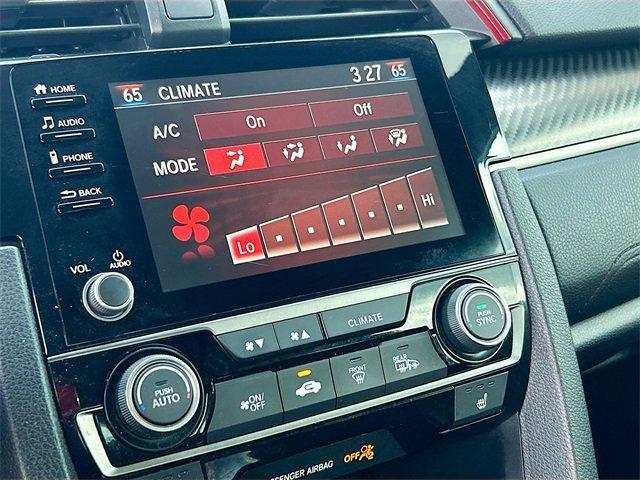 HOME
65 CLIMATE 3 27 65
AUDIO
A/C On Off
PHONE
MODE
BACK
Lo Hi
VOL AUDIO
CLIMATE
PUSH SYNC
PUSH AUTO
ON/OFF
FRONT
REAR
PASSENGER AIRBAG OFF 2